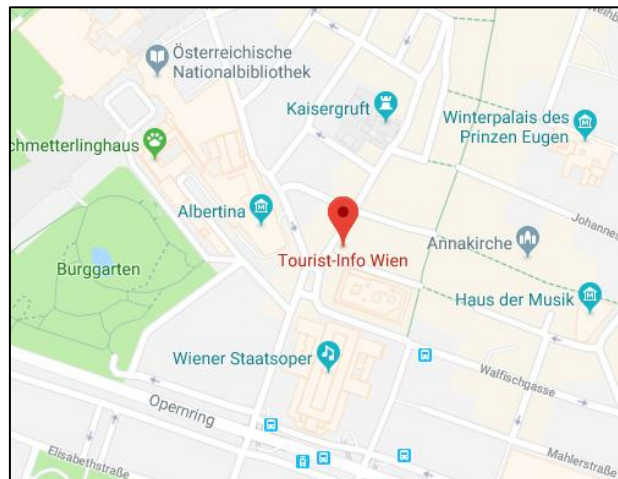 Weihb
Österreichische
Nationalbibliothek
Kaisergruft
Winterpalais des
Prinzen Eugen
chmetterlinghaus
Albertina
Johannes
Annakirche
Tourist-Info Wien
Burggarten
Haus der Musik
Wiener Staatsoper
Walfischgasse
Opernring
Mahlerstraße
Elisabethstraße